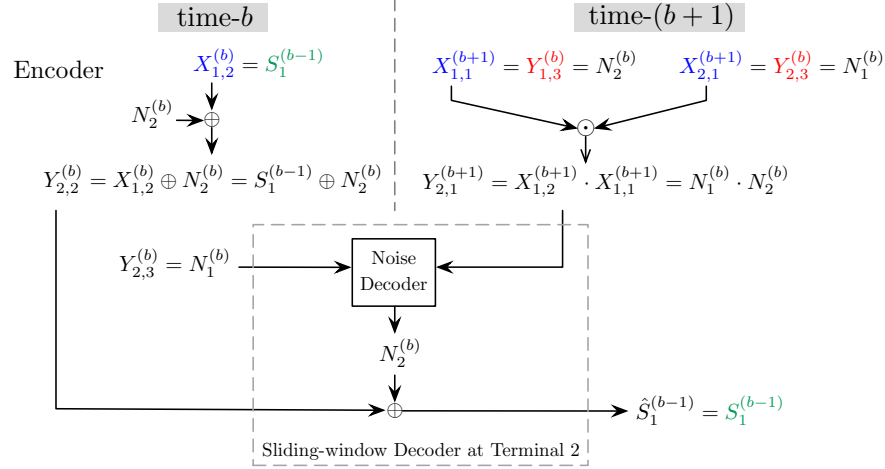 time-b time-(b + 1)
Encoder
X_{1,2}^{(b)} = S_1^{(b−1)} X_{1,1}^{(b+1)} = Y_{1,3}^{(b)} = N_2^{(b)} X_{2,1}^{(b+1)} = Y_{2,3}^{(b)} = N_1^{(b)}
N_2^{(b)} ⊕ ⊙
Y_{2,2}^{(b)} = X_{1,2}^{(b)} ⊕ N_2^{(b)} = S_1^{(b−1)} ⊕ N_2^{(b)} Y_{2,1}^{(b+1)} = X_{1,2}^{(b+1)} · X_{1,1}^{(b+1)} = N_1^{(b)} · N_2^{(b)}
Y_{2,3}^{(b)} = N_1^{(b)}
Noise
Decoder
N_2^{(b)}
⊕ Ŝ_1^{(b−1)} = S_1^{(b−1)}
Sliding-window Decoder at Terminal 2